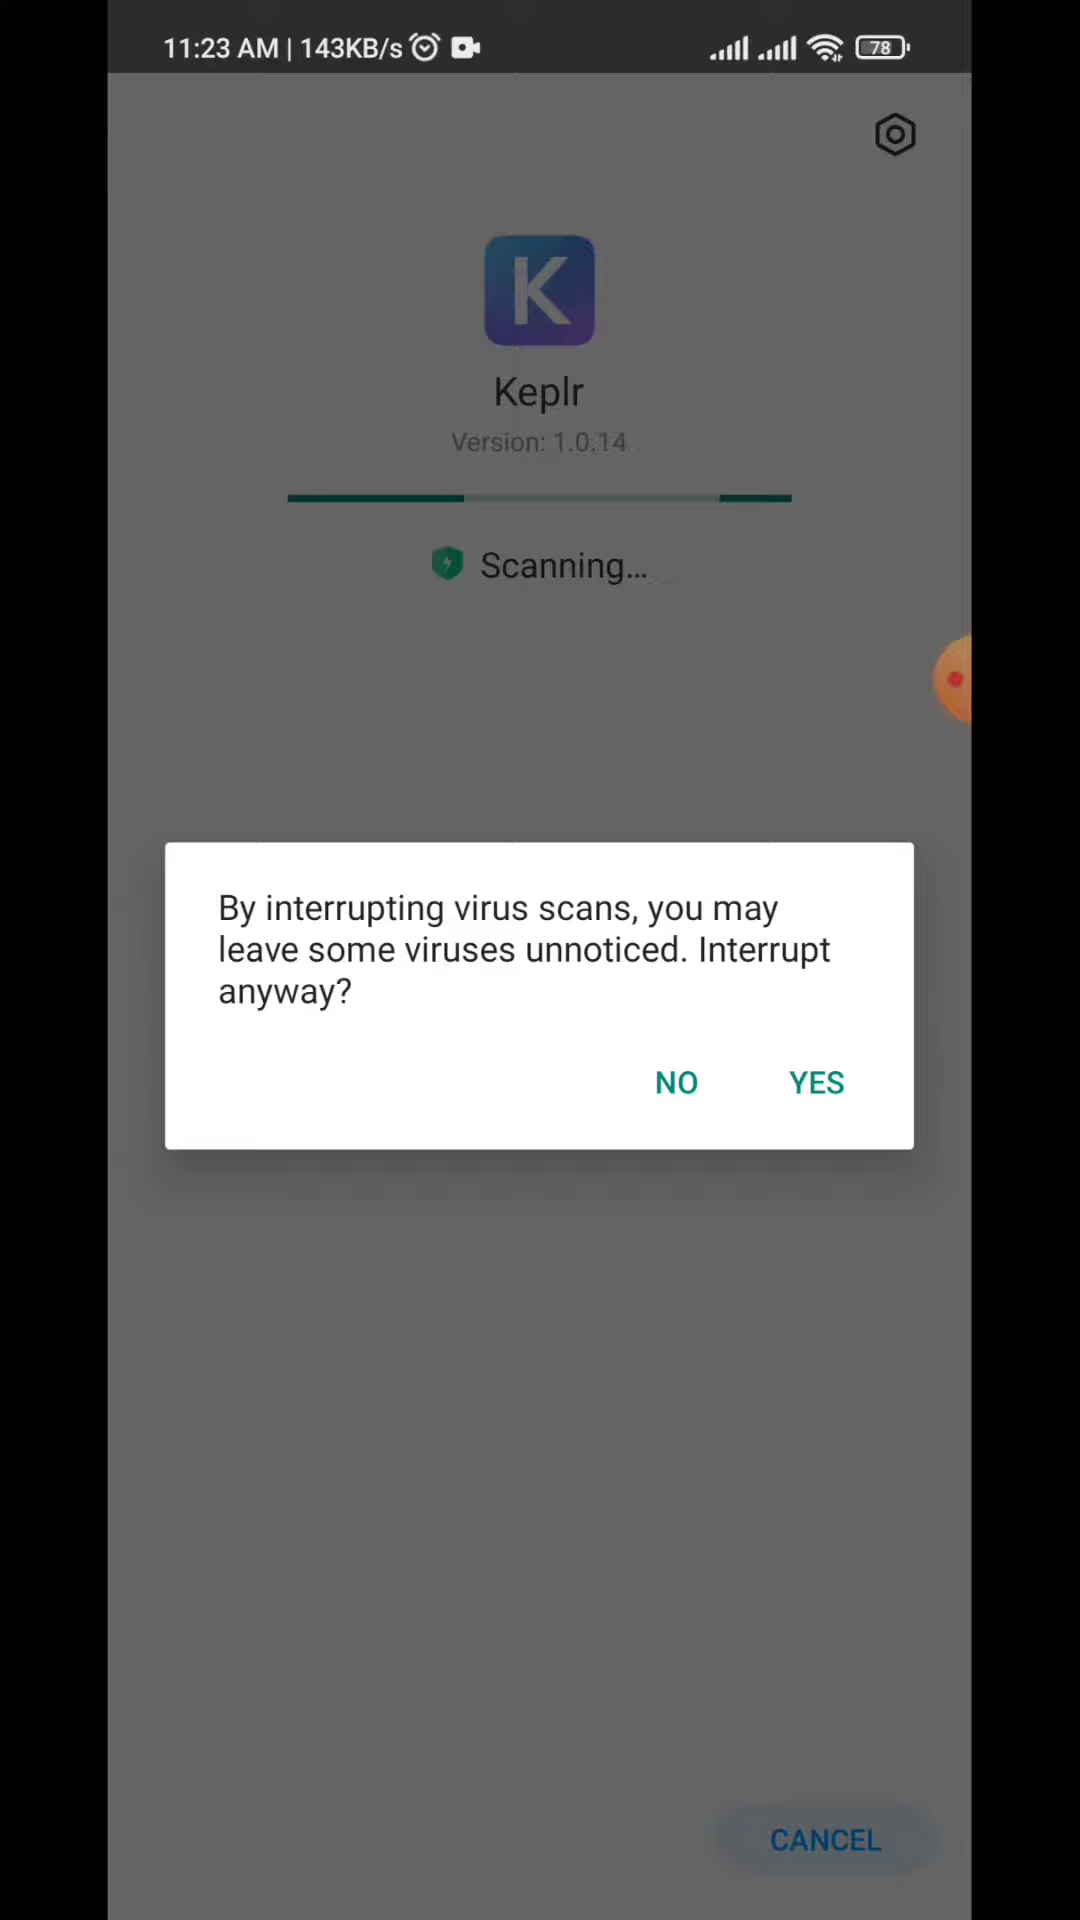 11:23 AM | 143KB/s
78
K
Keplr
Version: 1.0.14
Scanning...
By interrupting virus scans, you may
leave some viruses unnoticed. Interrupt
anyway?
NO YES
CANCEL